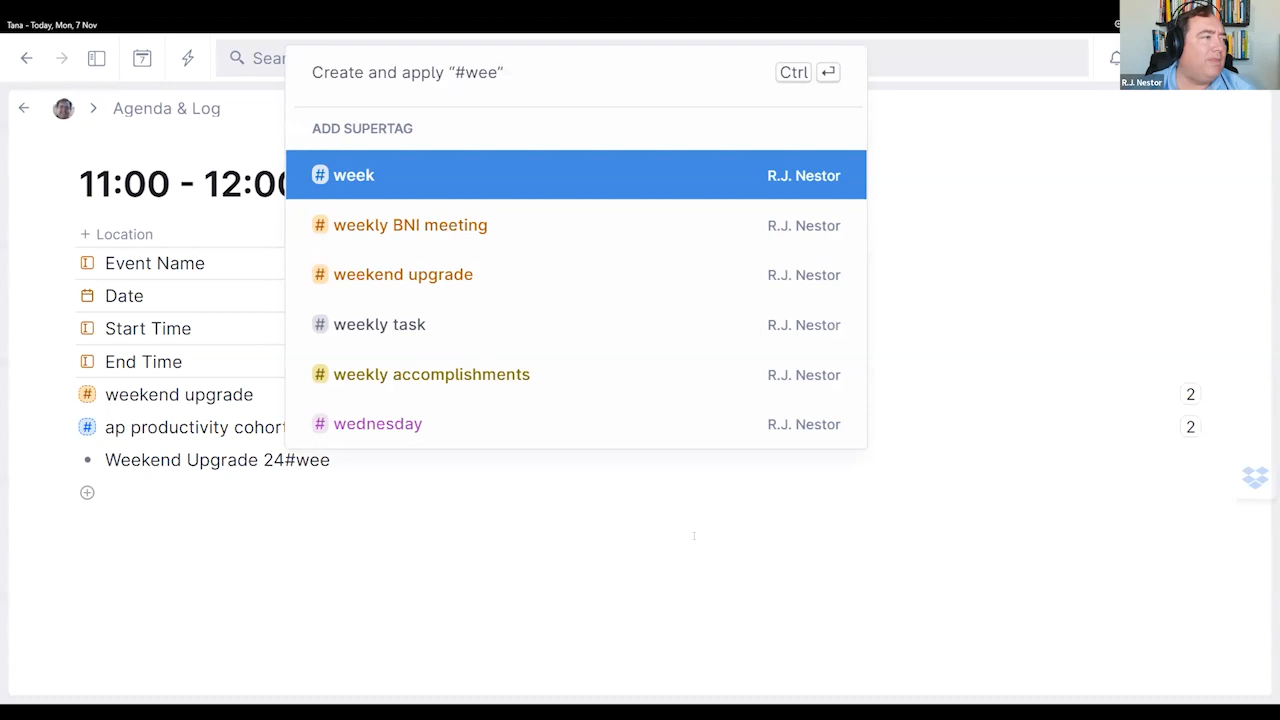 Tana - Today, Mon, 7 Nov
7
Sear
Create and apply “#wee”
Ctrl
R.J. Nestor
Agenda & Log
ADD SUPERTAG
# week R.J. Nestor
11:00 - 12:00
# weekly BNI meeting R.J. Nestor
+ Location
Event Name
# weekend upgrade R.J. Nestor
Date
Start Time
# weekly task R.J. Nestor
End Time
# weekly accomplishments R.J. Nestor
# weekend upgrade 2
# wednesday R.J. Nestor
# ap productivity cohort 2
Weekend Upgrade 24#wee